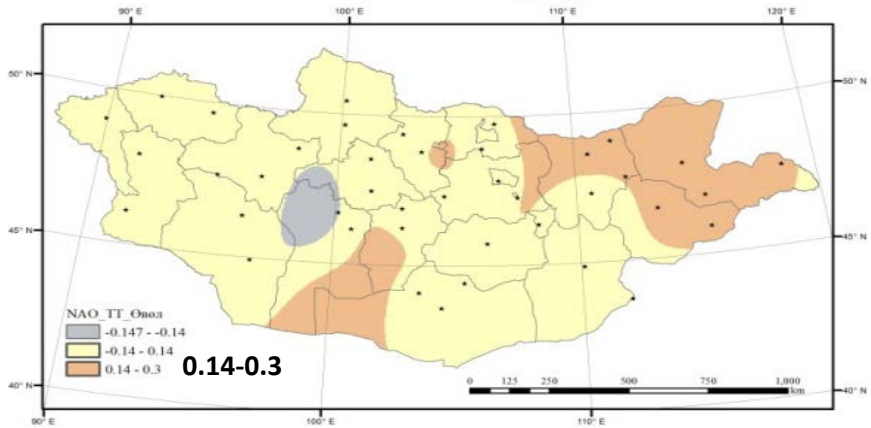 90° E 100° E 110° E 120° E
50° N 50° N
45° N 45° N
NAO_TT_Өвөл
-0.147 - -0.14
-0.14 - 0.14
0.14 - 0.3 0.14-0.3
0 125 250 500 750 1,000
km
40° N 40° N
90° E 100° E 110° E